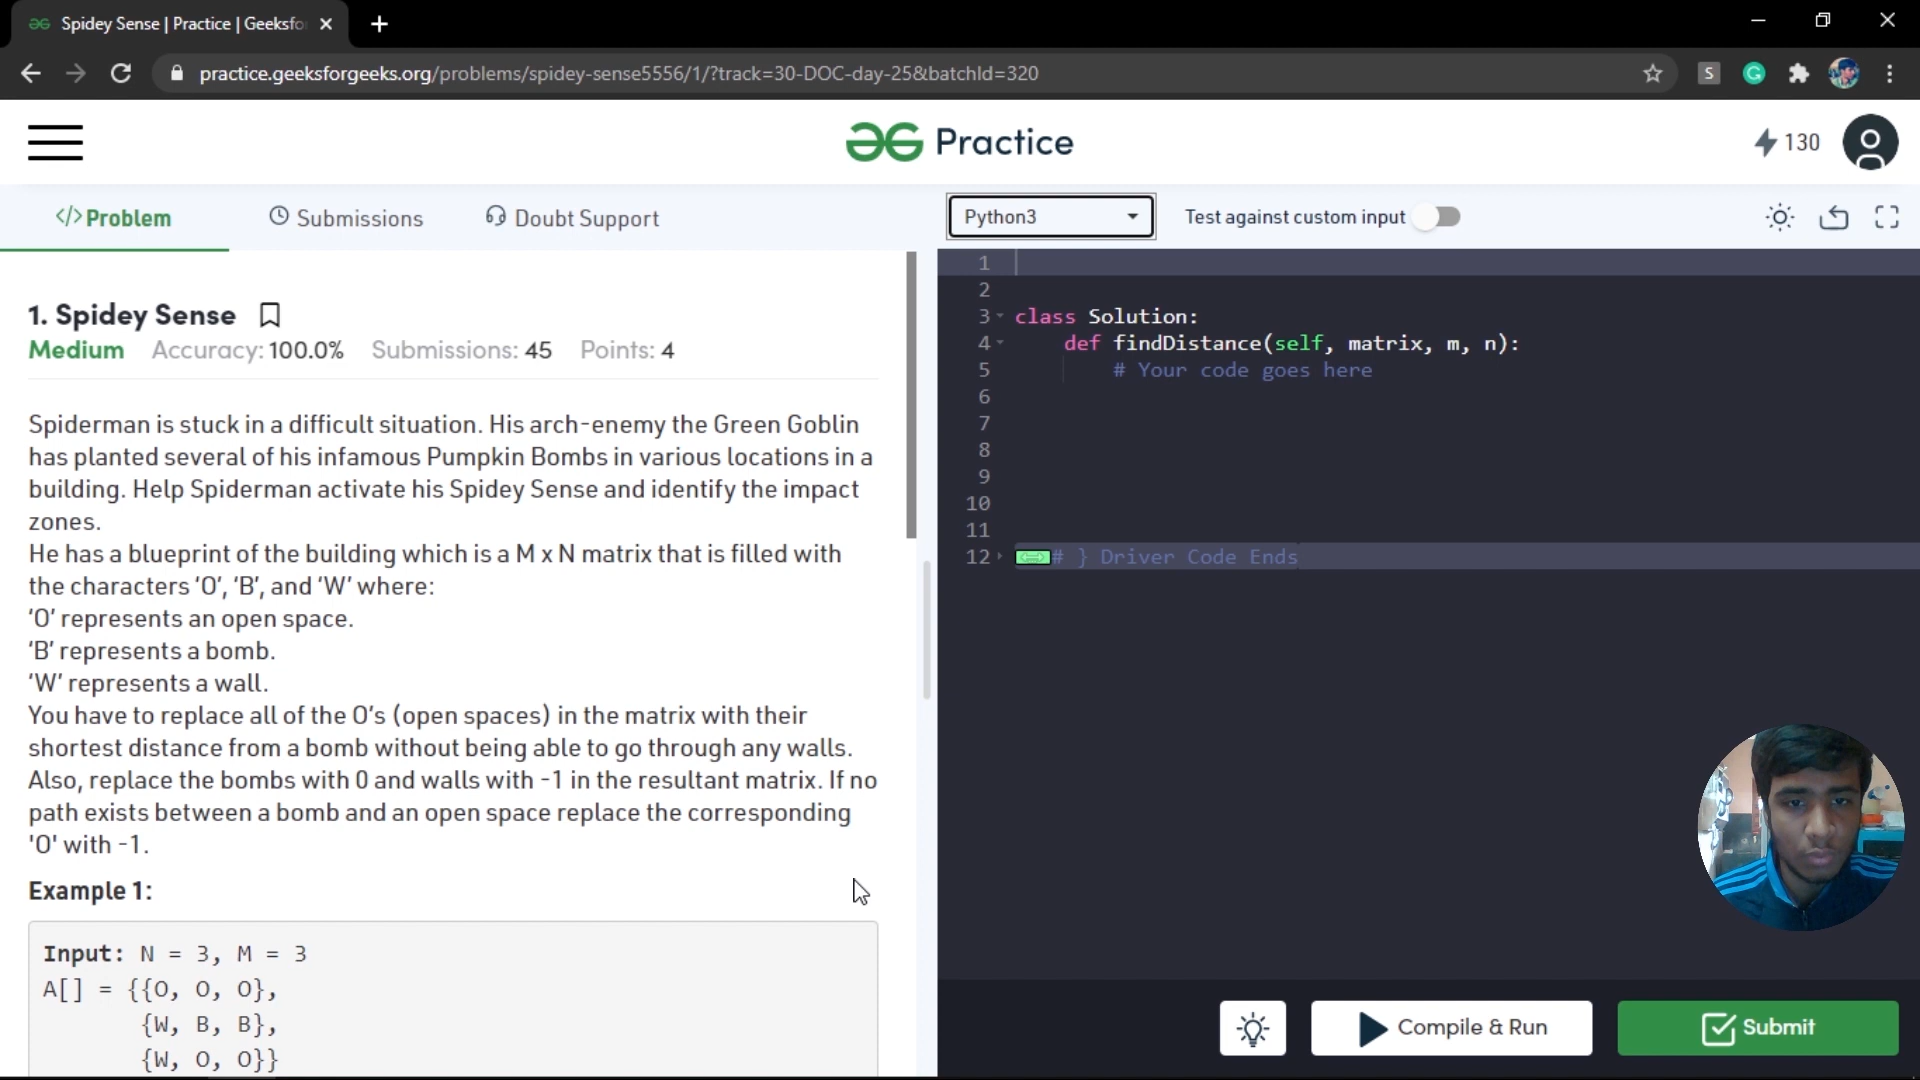 Spidey Sense | Practice | Geeksfo
practice.geeksforgeeks.org/problems/spidey-sense5556/1/?track=30-DOC-day-25&batchId=320
S
G
Practice
130
</> Problem
Submissions
Doubt Support
Python3
Test against custom input
1. Spidey Sense
Medium Accuracy: 100.0% Submissions: 45 Points: 4
Spiderman is stuck in a difficult situation. His arch-enemy the Green Goblin
has planted several of his infamous Pumpkin Bombs in various locations in a
building. Help Spiderman activate his Spidey Sense and identify the impact
zones.
He has a blueprint of the building which is a M x N matrix that is filled with
the characters ‘O’, ‘B’, and ‘W’ where:
‘O’ represents an open space.
‘B’ represents a bomb.
‘W’ represents a wall.
You have to replace all of the O’s (open spaces) in the matrix with their
shortest distance from a bomb without being able to go through any walls.
Also, replace the bombs with 0 and walls with -1 in the resultant matrix. If no
path exists between a bomb and an open space replace the corresponding
'O' with -1.
Example 1:
Input: N = 3, M = 3
A[] = {{O, O, O},
{W, B, B},
{W, O, O}}
1
2
3 class Solution:
4 def findDistance(self, matrix, m, n):
5 # Your code goes here
6
7
8
9
10
11
12 # } Driver Code Ends
Compile & Run
Submit